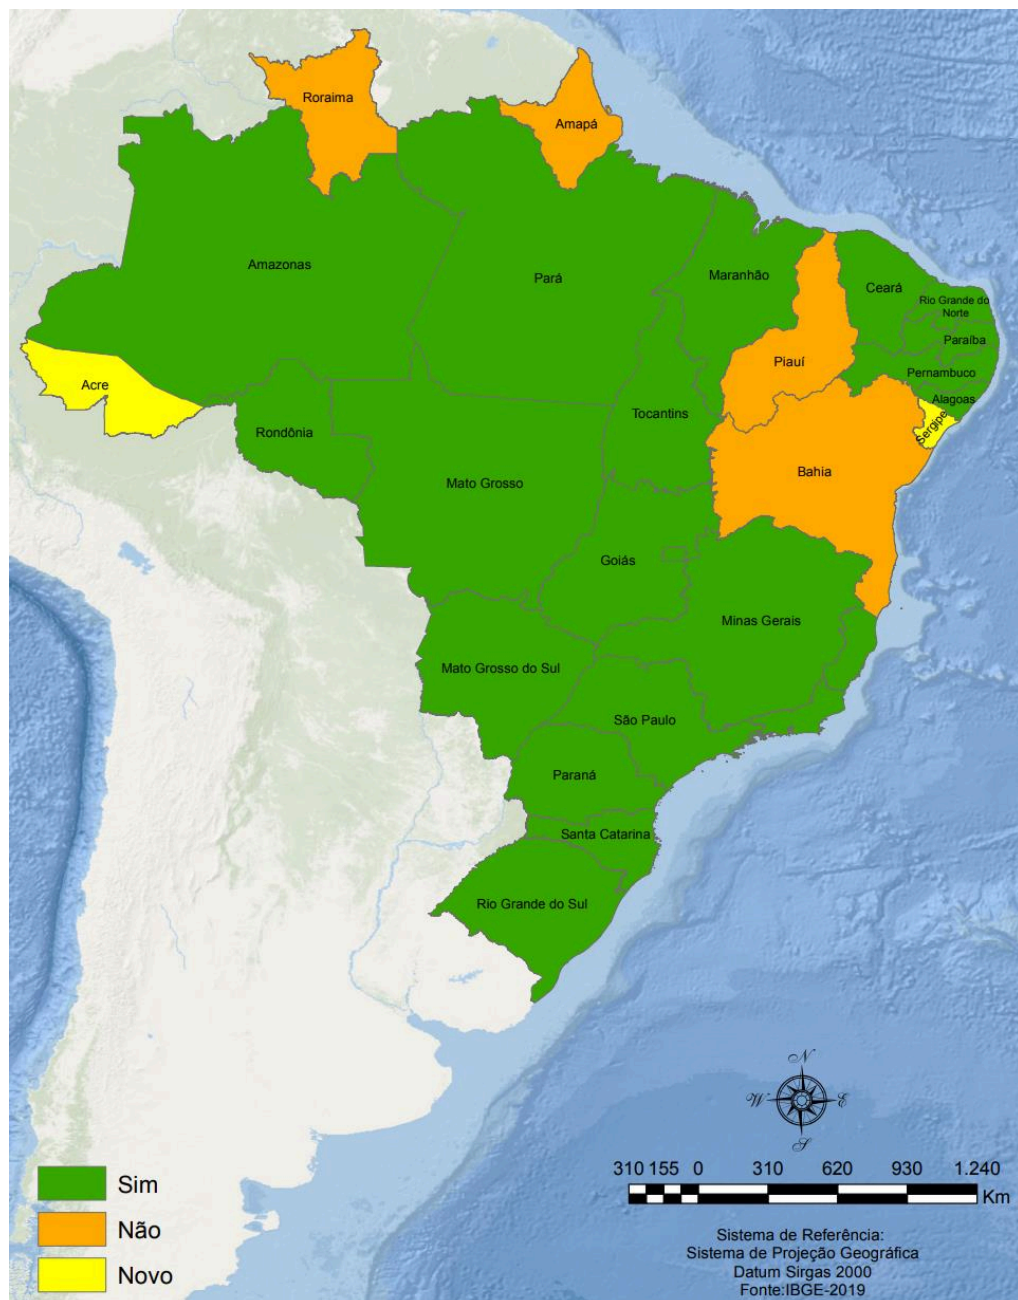 Roraima
Amapá
Amazonas
Pará
Maranhão
Ceará
Rio Grande do
Norte
Paraíba
Piauí
Pernambuco
Acre
Alagoas
Tocantins
Sergipe
Rondônia
Bahia
Mato Grosso
Goiás
Minas Gerais
Mato Grosso do Sul
São Paulo
Paraná
Santa Catarina
Rio Grande do Sul
N
W E
S
310 155 0 310 620 930 1.240
Km
Sim
Não
Novo
Sistema de Referência:
Sistema de Projeção Geográfica
Datum Sirgas 2000
Fonte:IBGE-2019